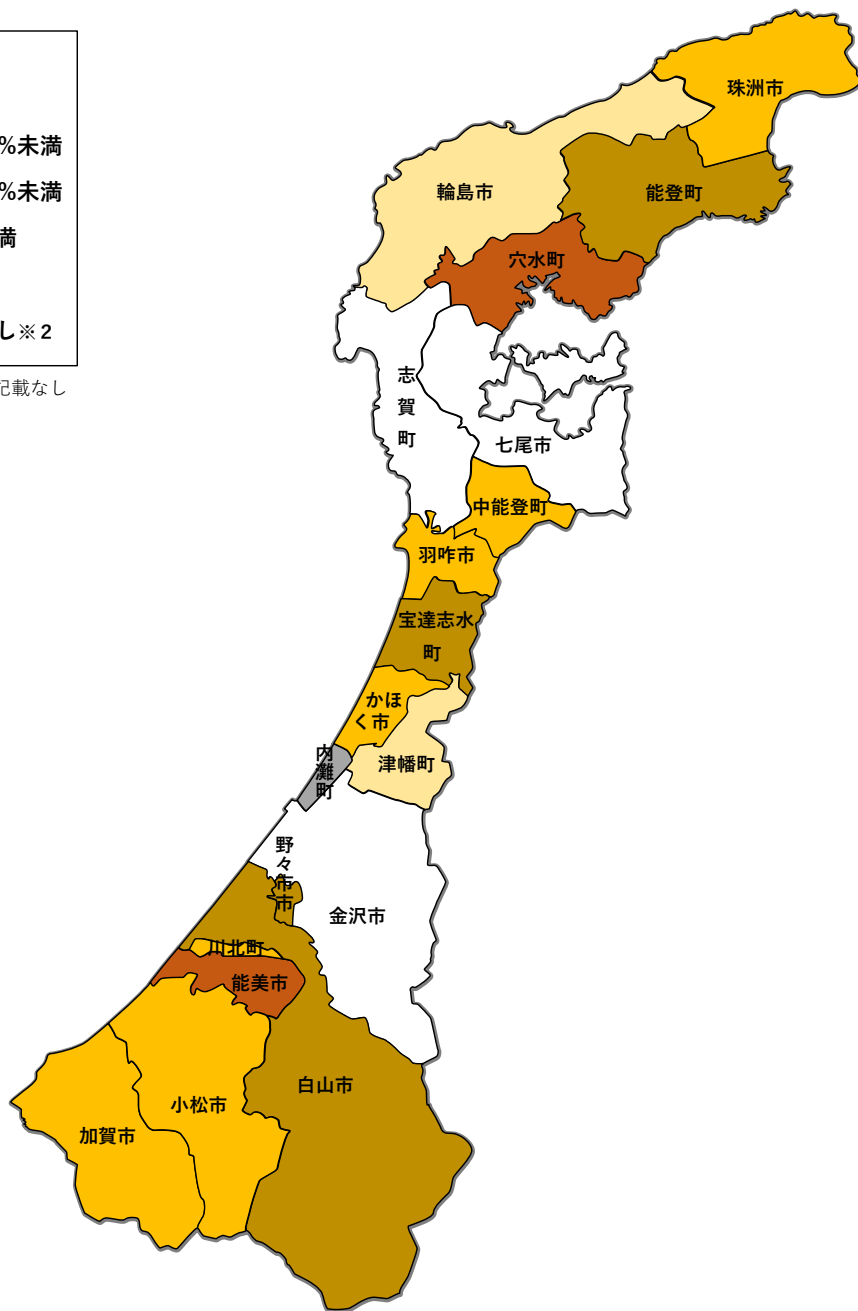 %未満
%未満
満
し※2
記載なし
珠洲市
輪島市
能登町
穴水町
志
賀
町
七尾市
中能登町
羽咋市
宝達志水
町
かほ
く市
津幡町
内
灘
町
野
々
市
市
金沢市
川北町
能美市
白山市
小松市
加賀市